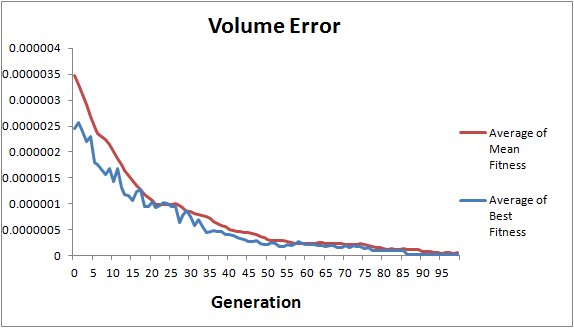 Volume Error
0.000004
0.0000035
0.000003
0.0000025
0.000002
0.0000015
0.000001
0.0000005
0
0 5 10 15 20 25 30 35 40 45 50 55 60 65 70 75 80 85 90 95
Generation
Average of
Mean
Fitness
Average of
Best
Fitness